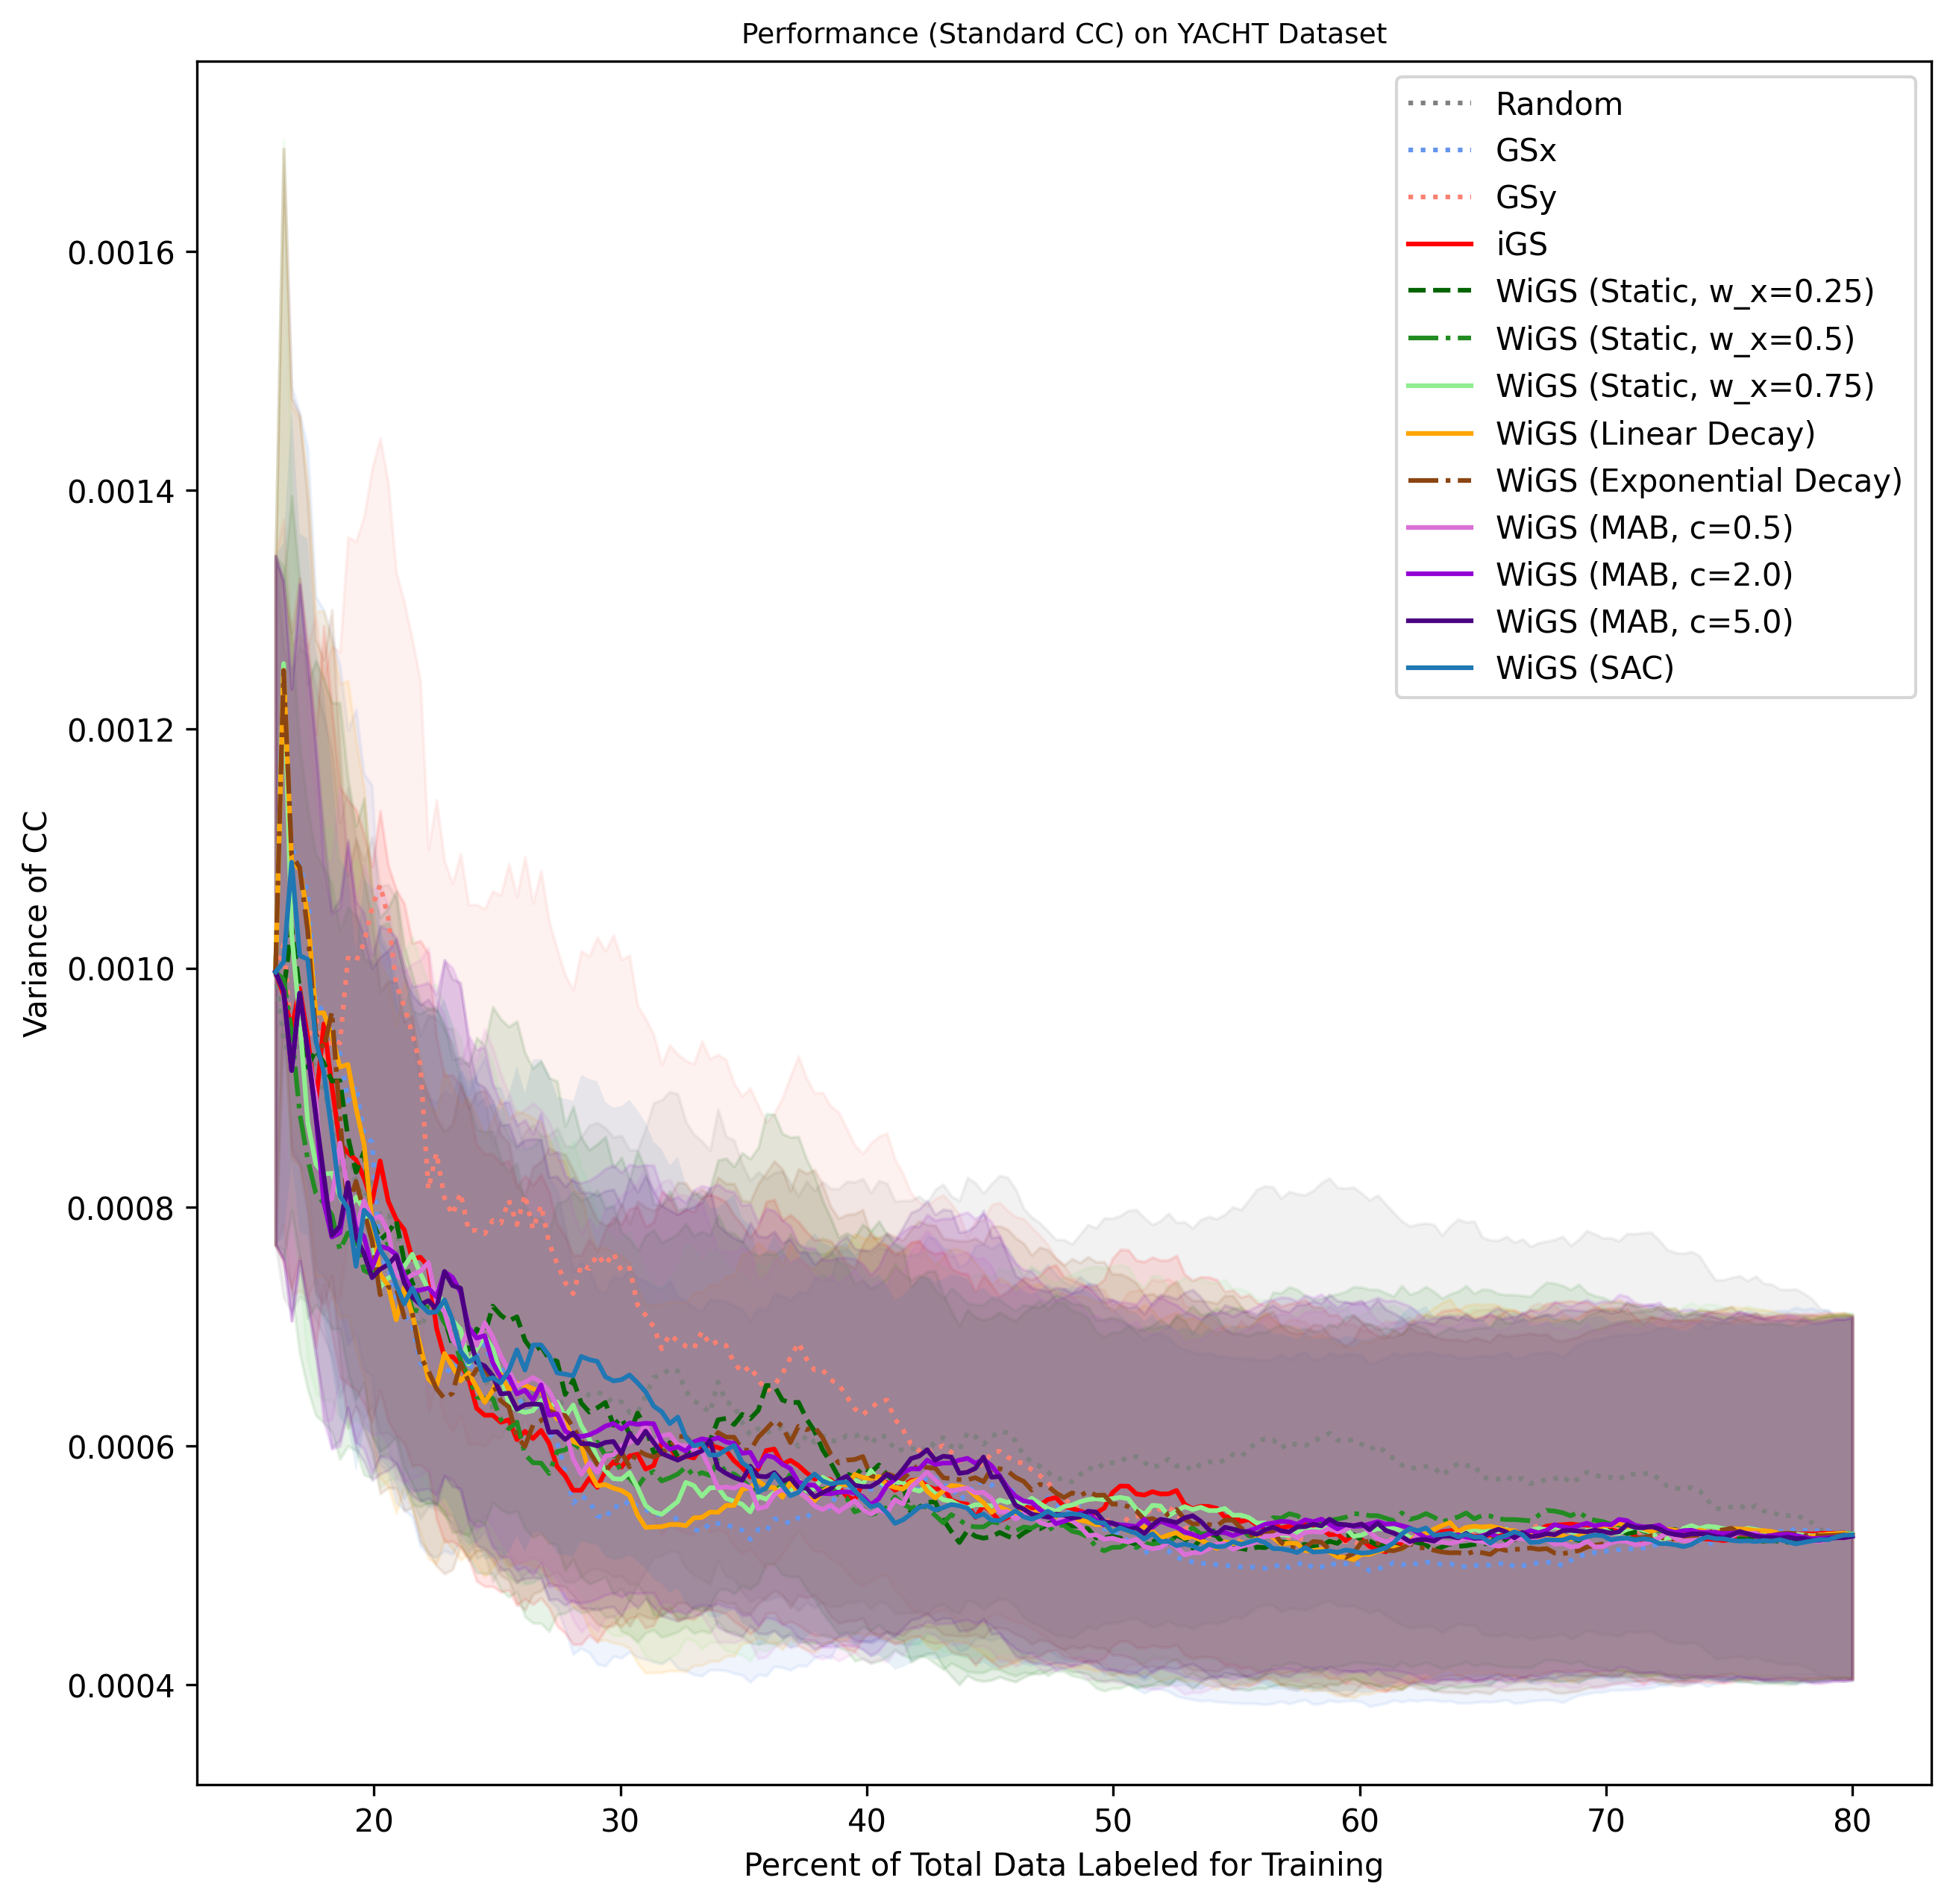 Performance (Standard CC) on YACHT Dataset
Random
GSx
GSy
iGS
WiGS (Static, w_x=0.25)
WiGS (Static, w_x=0.5)
WiGS (Static, w_x=0.75)
WiGS (Linear Decay)
WiGS (Exponential Decay)
WiGS (MAB, c=0.5)
WiGS (MAB, c=2.0)
WiGS (MAB, c=5.0)
WiGS (SAC)
Variance of CC
0.0016
0.0014
0.0012
0.0010
0.0008
0.0006
0.0004
20 30 40 50 60 70 80
Percent of Total Data Labeled for Training